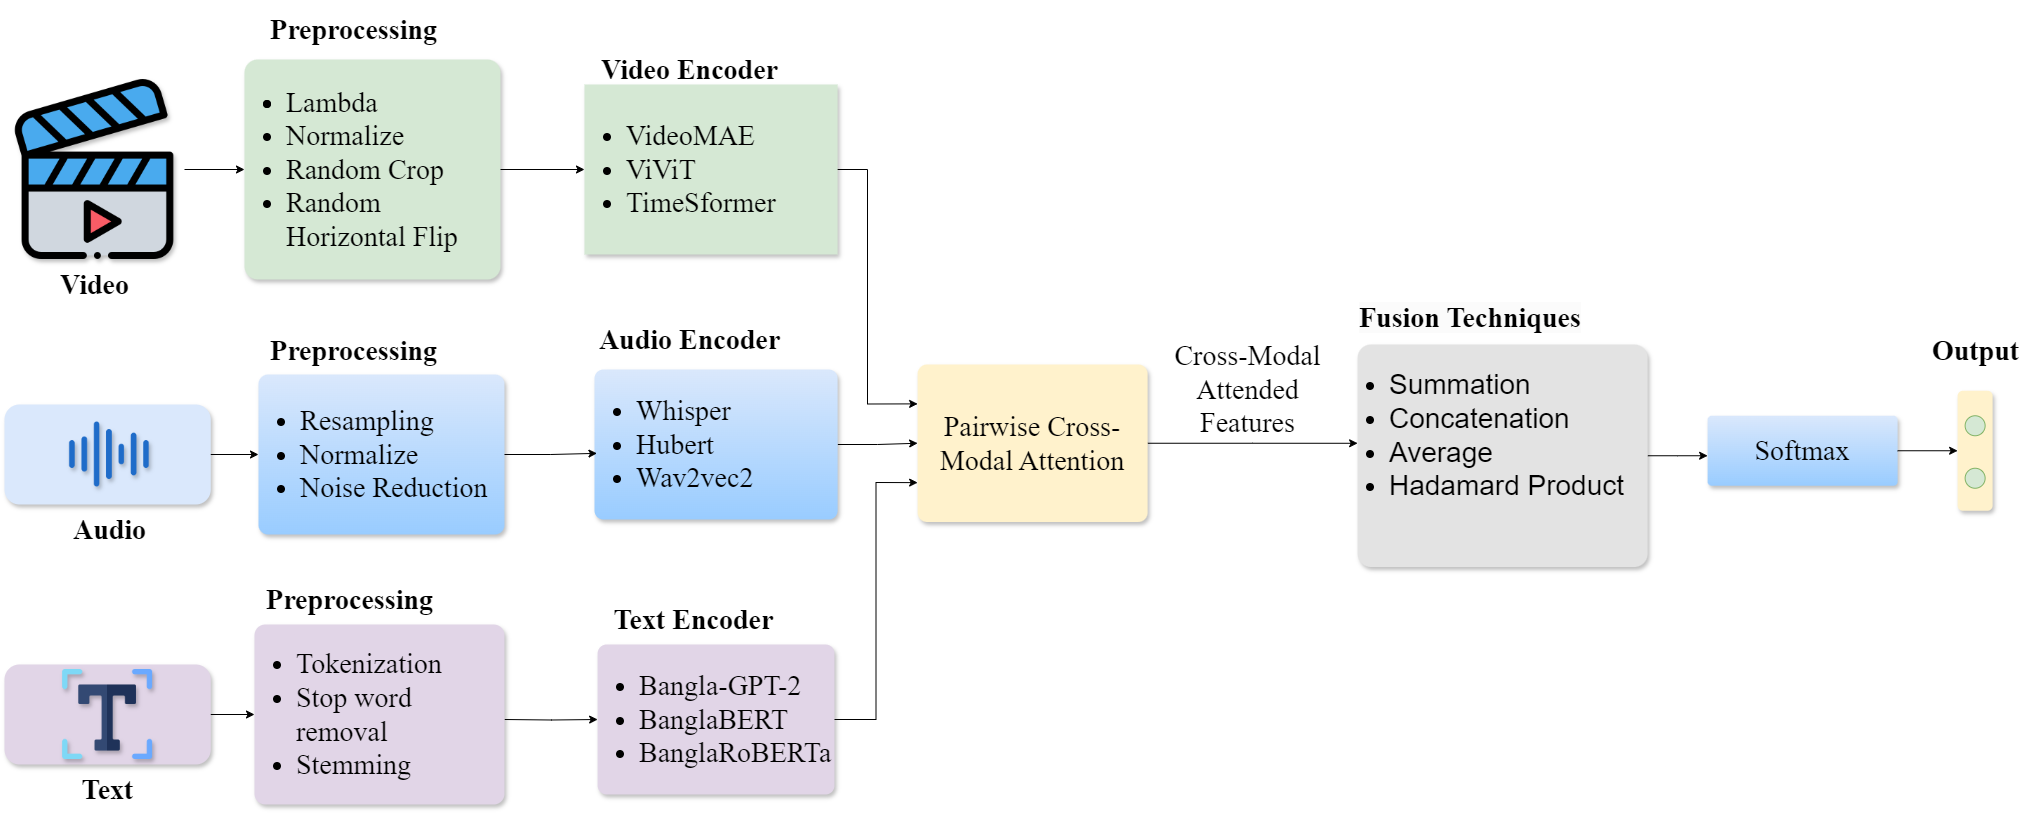 Preprocessing
Lambda
Normalize
Random Crop
Random
Horizontal Flip
Video Encoder
VideoMAE
ViViT
TimeSformer
Video
Preprocessing
Resampling
Normalize
Noise Reduction
Audio Encoder
Whisper
Hubert
Wav2vec2
Audio
Preprocessing
Tokenization
Stop word
removal
Stemming
Text Encoder
Bangla-GPT-2
BanglaBERT
BanglaRoBERTa
Text
Pairwise Cross-
Modal Attention
Cross-Modal
Attended
Features
Fusion Techniques
Summation
Concatenation
Average
Hadamard Product
Softmax
Output